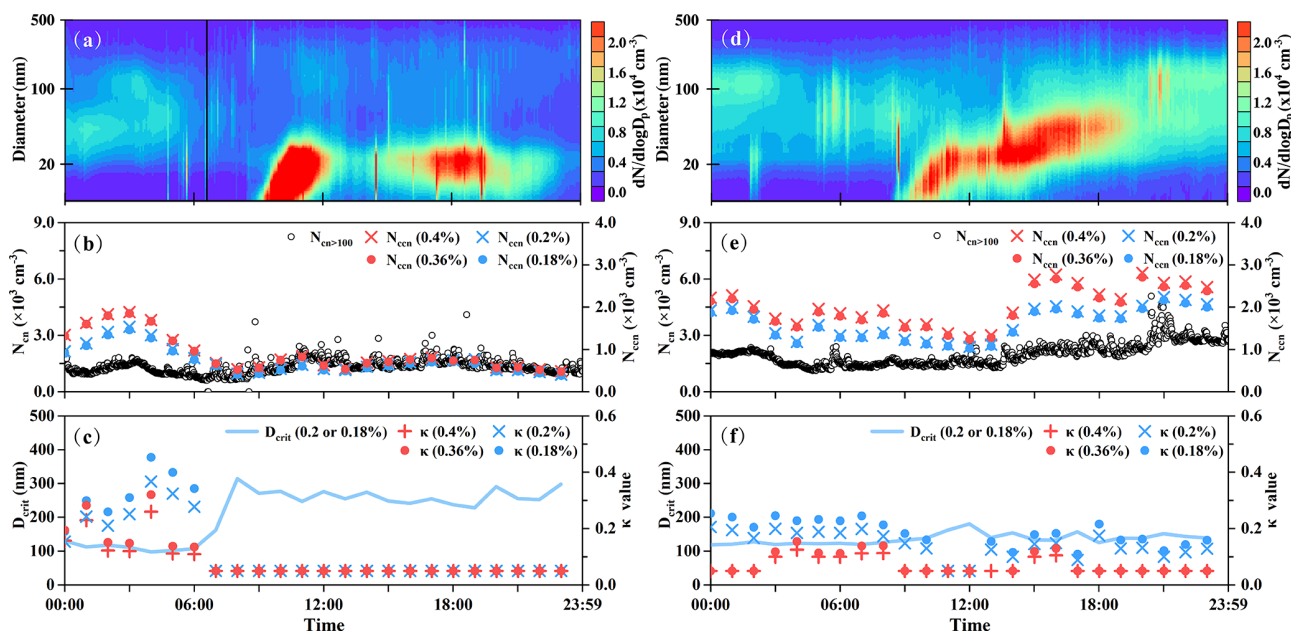 (a)
500
100
20
Diameter (nm)
2.0
1.6
1.2
0.8
0.4
0.0
dN/dlogDp(x10⁴ cm⁻³)
(d)
500
100
20
Diameter (nm)
2.0
1.6
1.2
0.8
0.4
0.0
dN/dlogDp(x10⁴ cm⁻³)
(b)
9.0
6.0
3.0
0.0
Ncn (×10³ cm⁻³)
Ncn>100 Nccn (0.4%) Nccn (0.2%)
Nccn (0.36%) Nccn (0.18%)
4.0
3.0
2.0
1.0
0.0
Nccn (×10³ cm⁻³)
(e)
9.0
6.0
3.0
0.0
Ncn (×10³ cm⁻³)
Ncn>100 Nccn (0.4%) Nccn (0.2%)
Nccn (0.36%) Nccn (0.18%)
4.0
3.0
2.0
1.0
0.0
Nccn (×10³ cm⁻³)
(c)
500
400
300
200
100
0
Dcrit (nm)
Dcrit (0.2 or 0.18%) κ (0.4%) κ (0.2%)
κ (0.36%) κ (0.18%)
0.6
0.4
0.2
0.0
κ value
00:00 06:00 12:00 18:00 23:59
Time
(f)
500
400
300
200
100
0
Dcrit (nm)
Dcrit (0.2 or 0.18%) κ (0.4%) κ (0.2%)
κ (0.36%) κ (0.18%)
0.6
0.4
0.2
0.0
κ value
00:00 06:00 12:00 18:00 23:59
Time